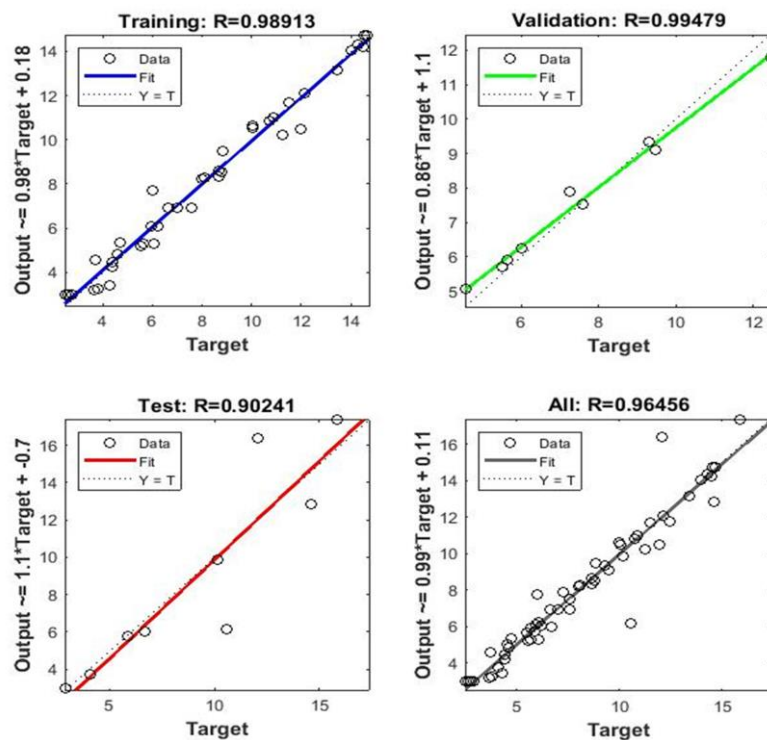 Training: R=0.98913
Output ~= 0.98*Target + 0.18
14
12
10
8
6
4
Data
Fit
Y = T
4 6 8 10 12 14
Target
Validation: R=0.99479
Output ~= 0.86*Target + 1.1
12
11
10
9
8
7
6
5
Data
Fit
Y = T
6 8 10 12
Target
Test: R=0.90241
Output ~= 1.1*Target + -0.7
16
14
12
10
8
6
4
Data
Fit
Y = T
5 10 15
Target
All: R=0.96456
Output ~= 0.99*Target + 0.11
16
14
12
10
8
6
4
Data
Fit
Y = T
5 10 15
Target